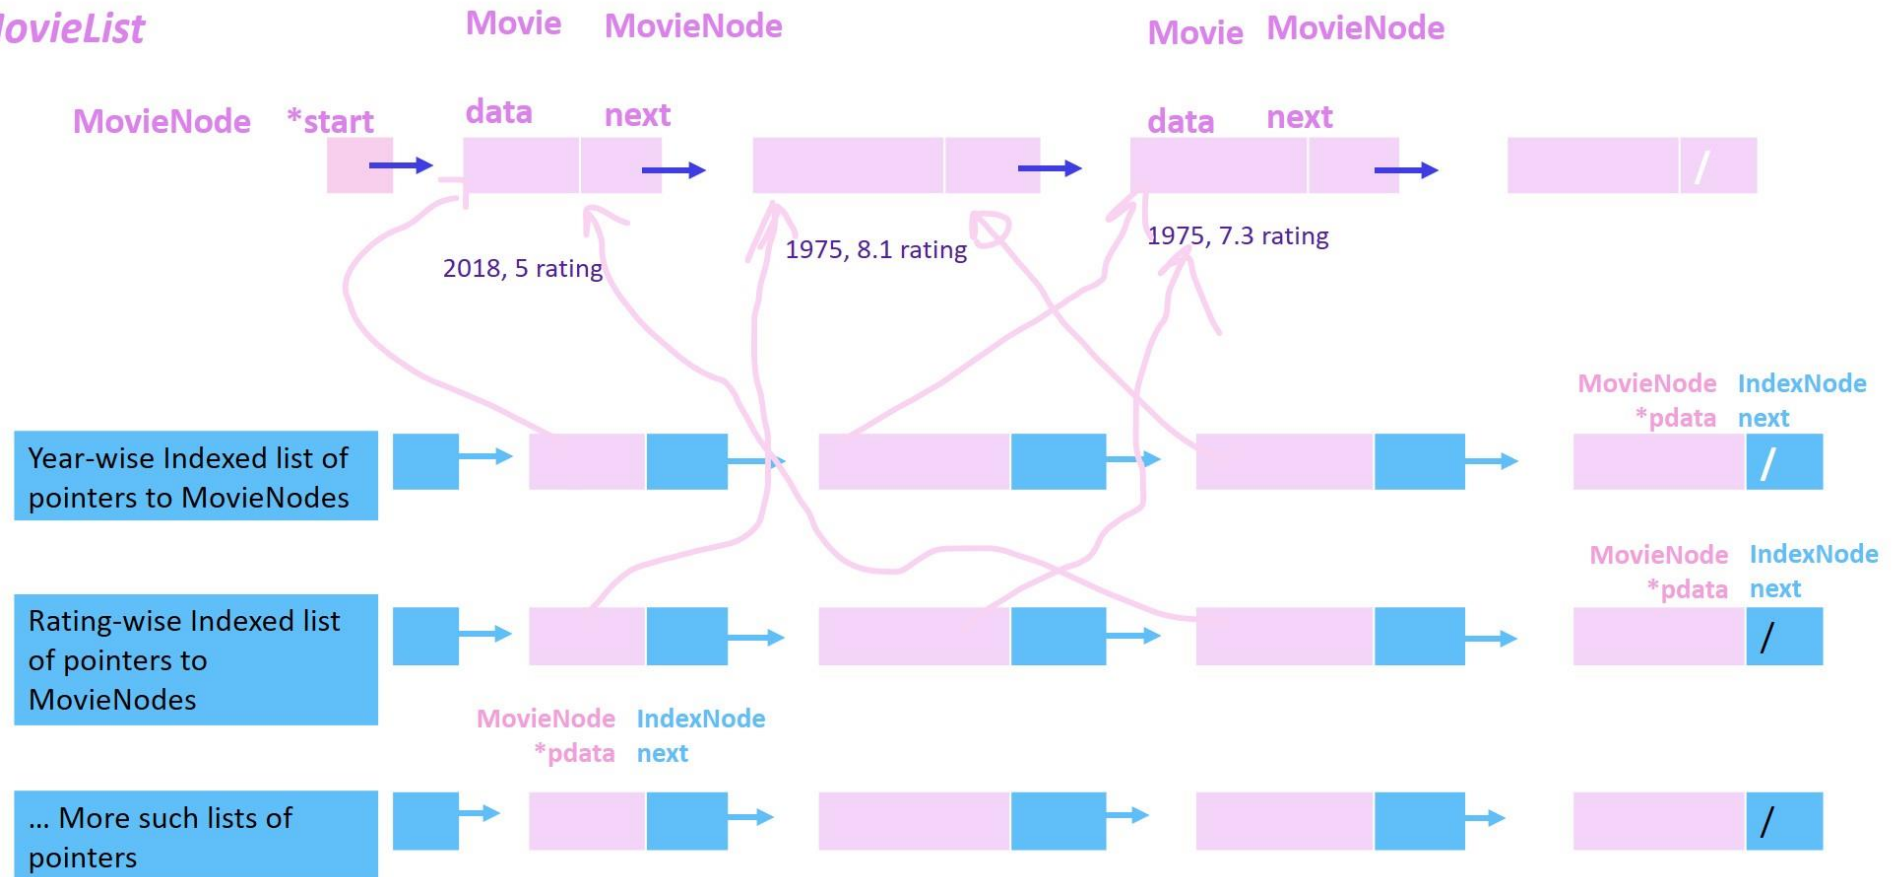 ovieList
Movie MovieNode
Movie MovieNode
MovieNode *start
data next
data next
/
2018, 5 rating
1975, 8.1 rating
1975, 7.3 rating
MovieNode IndexNode
*pdata next
Year-wise Indexed list of
pointers to MovieNodes
/
MovieNode IndexNode
*pdata next
Rating-wise Indexed list
of pointers to
MovieNodes
/
MovieNode IndexNode
*pdata next
... More such lists of
pointers
/